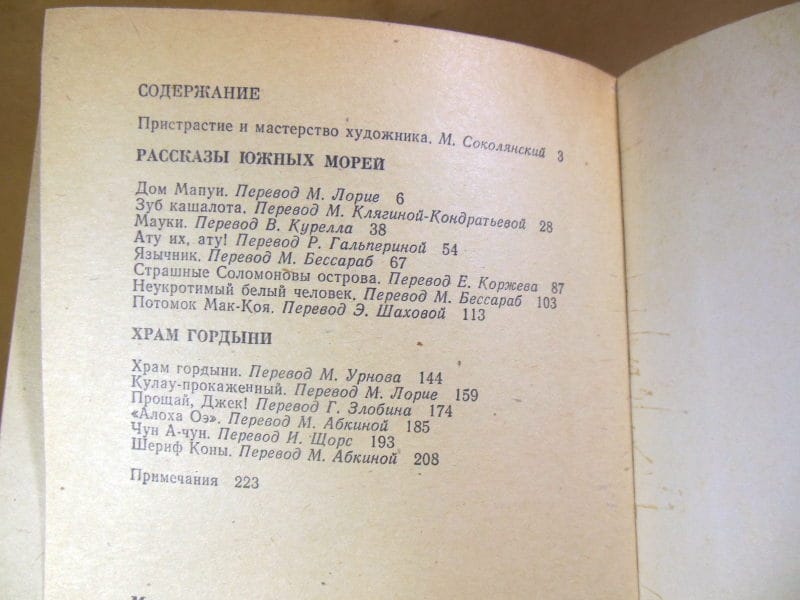 СОДЕРЖАНИЕ
Пристрастие и мастерство художника. М. Соколянский 3
РАССКАЗЫ ЮЖНЫХ МОРЕЙ
Дом Мапуи. Перевод М. Лорие 6
Зуб кашалота. Перевод М. Клягиной-Кондратьевой 28
Мауки. Перевод В. Курелла 38
Ату их, ату! Перевод Р. Гальпериной 54
Язычник. Перевод М. Бессараб 67
Страшные Соломоновы острова. Перевод Е. Коржева 87
Неукротимый белый человек. Перевод М. Бессараб 103
Потомок Мак-Коя. Перевод Э. Шаховой 113
ХРАМ ГОРДЫНИ
Храм гордыни. Перевод М. Урнова 144
Кулау-прокаженный. Перевод М. Лорие 159
Прощай, Джек! Перевод Г. Злобина 174
«Алоха Оэ». Перевод М. Абкиной 185
Чун А-чун. Перевод И. Щорс 193
Шериф Коны. Перевод М. Абкиной 208
Примечания 223